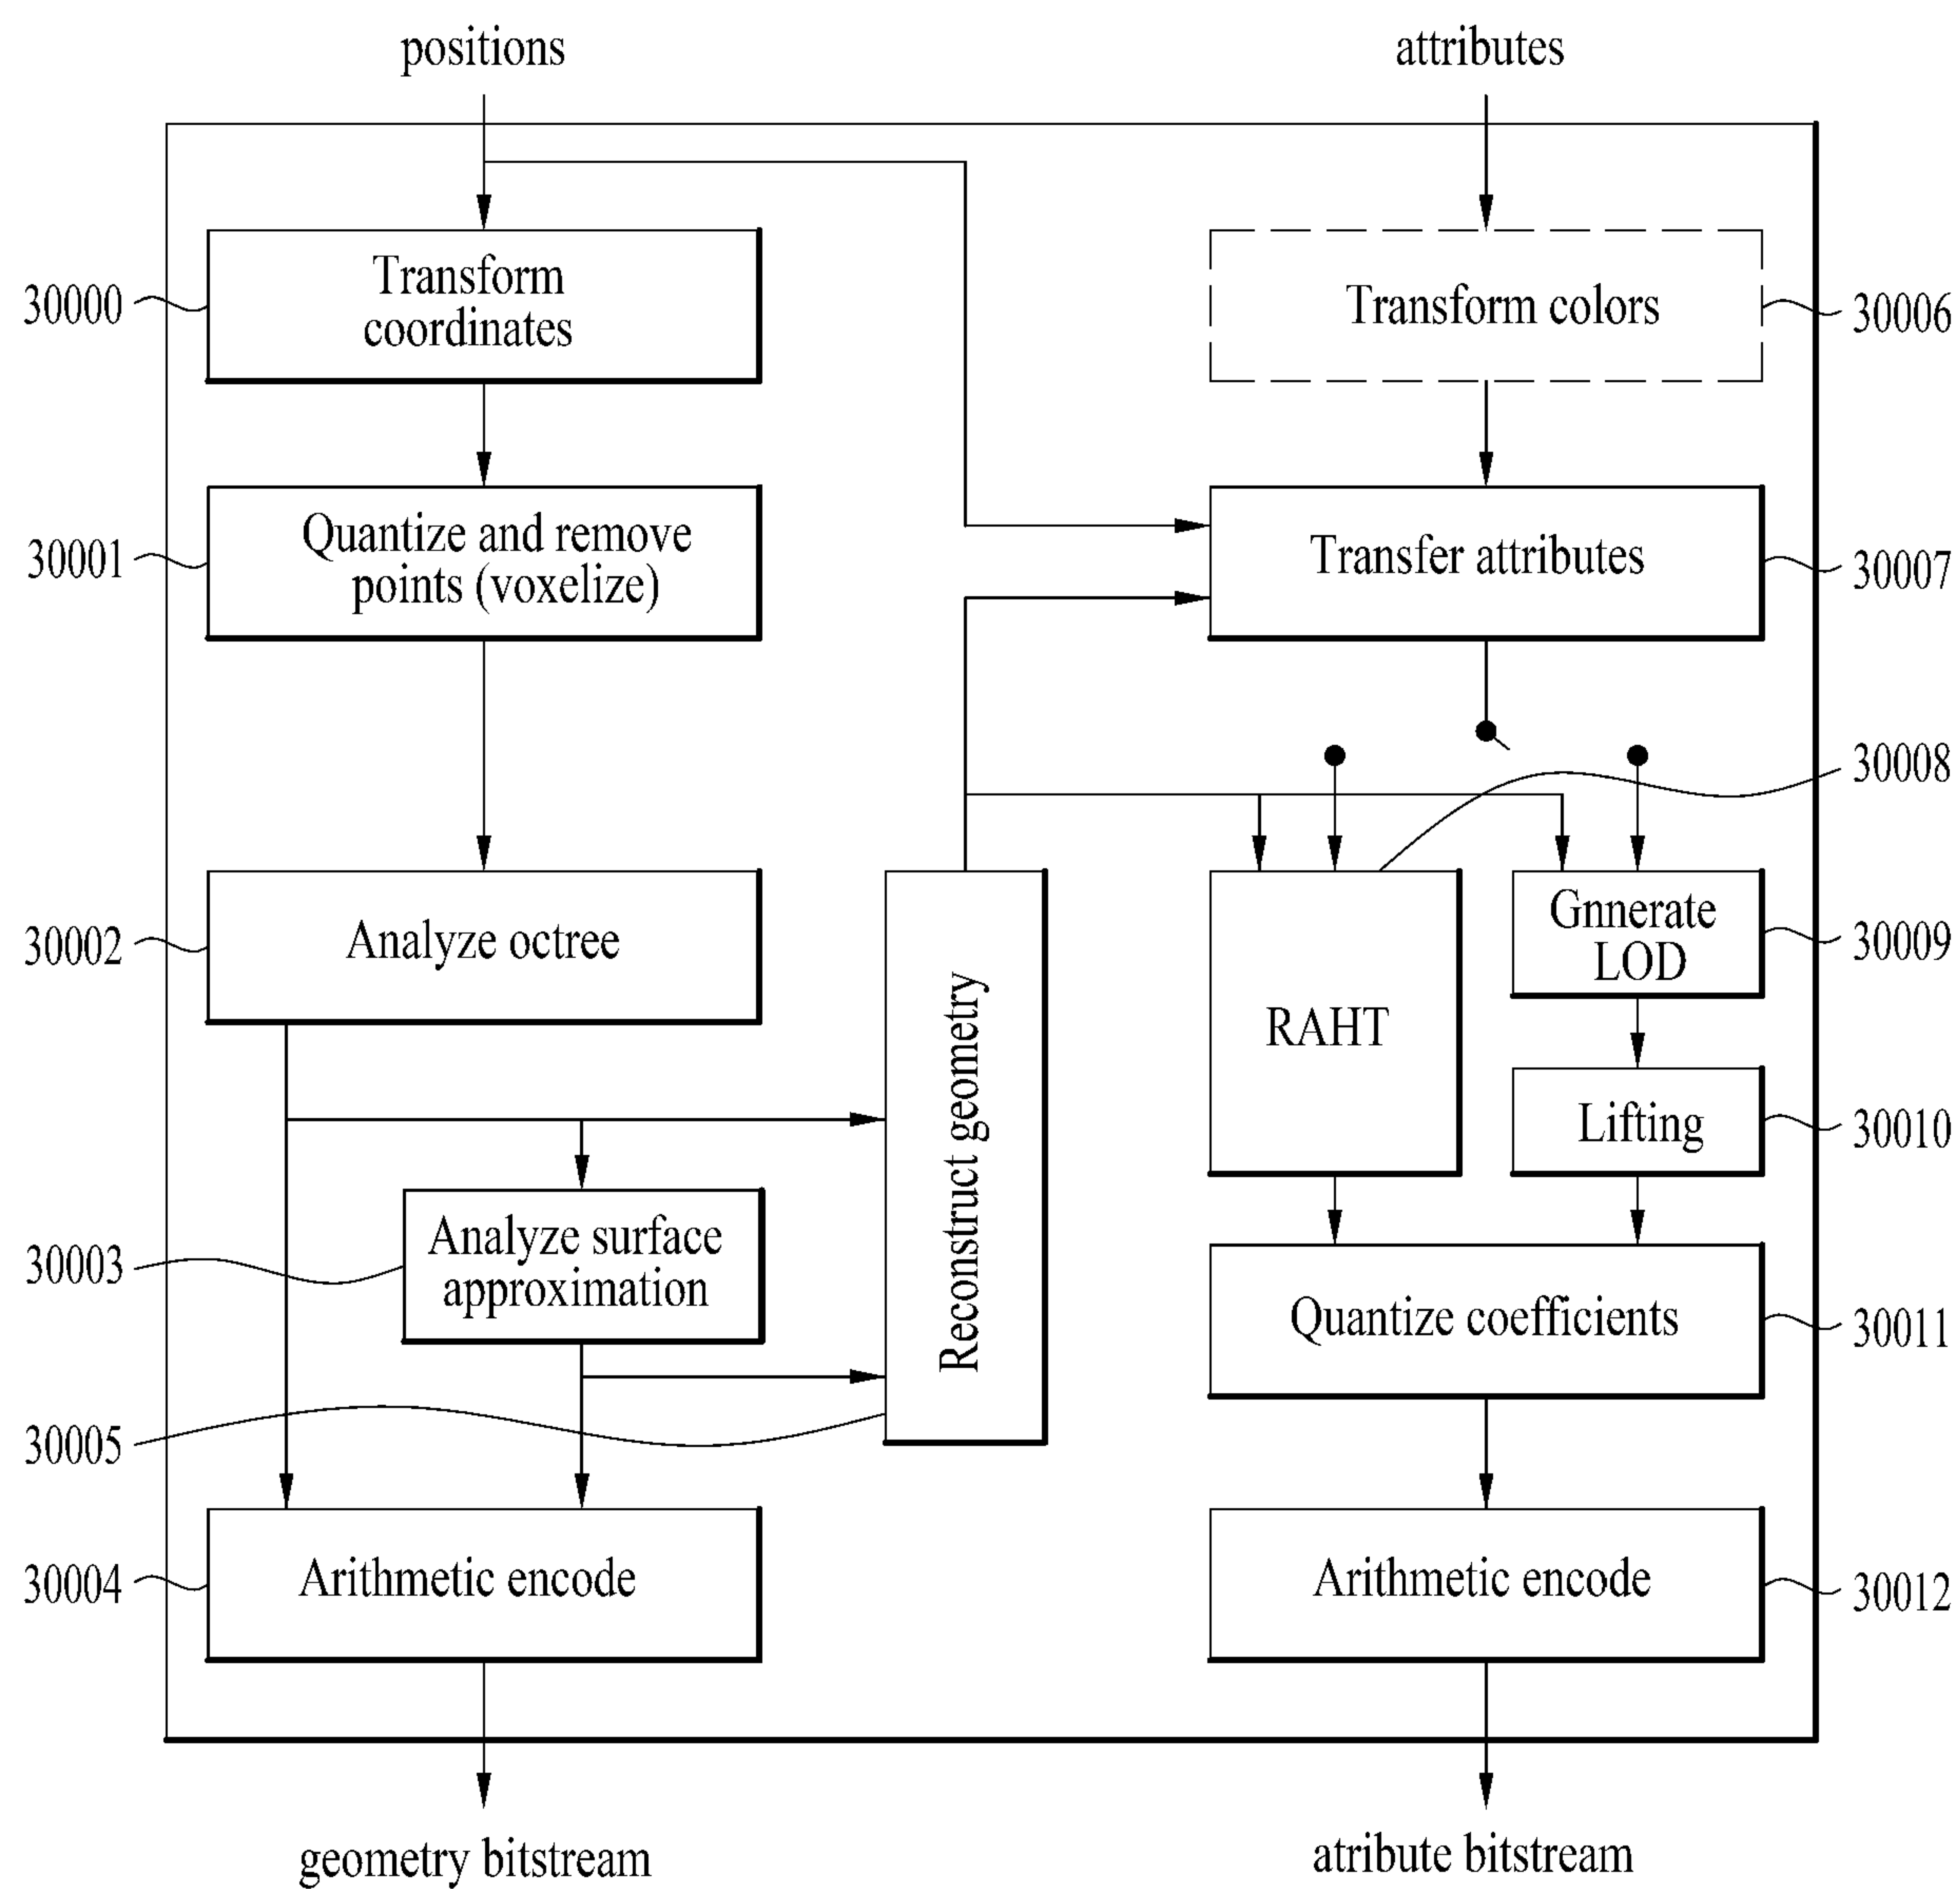 positions
attributes
Transform
coordinates
30000
Transform colors
30006
Quantize and remove
points (voxelize)
30001
Transfer attributes
30007
30008
Analyze octree
30002
Reconstruct geometry
RAHT
Gnnerate
LOD
30009
Lifting
30010
Analyze surface
approximation
30003
Quantize coefficients
30011
30005
Arithmetic encode
30004
Arithmetic encode
30012
geometry bitstream
atribute bitstream